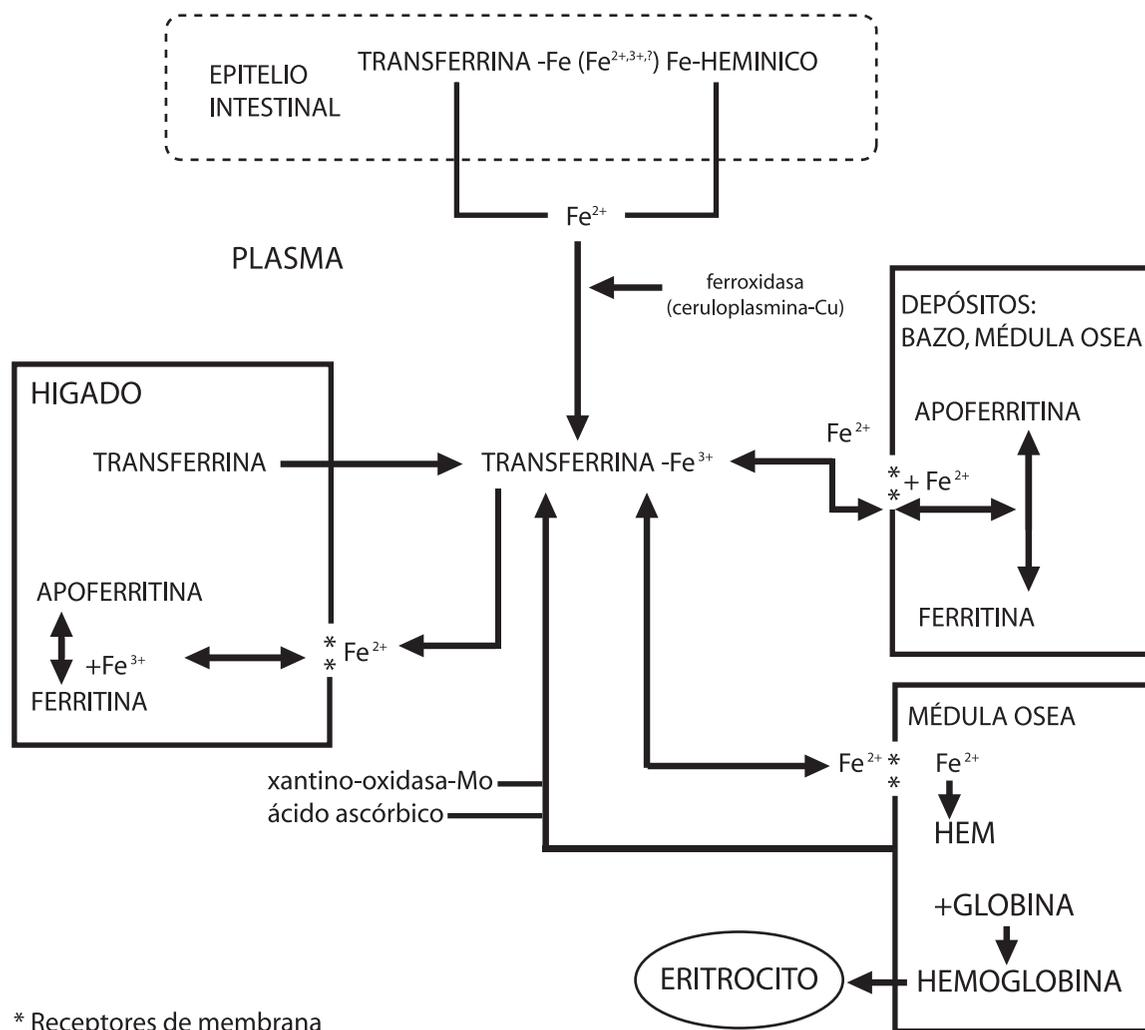 EPITELIO
INTESTINAL
TRANSFERRINA -Fe (Fe²⁺,³⁺,?) Fe-HEMINICO
Fe²⁺
PLASMA
ferroxidasa
(ceruloplasmina-Cu)
DEPÓSITOS:
BAZO, MÉDULA OSEA
APOFERRITINA
Fe²⁺
* * + Fe²⁺
FERRITINA
HIGADO
TRANSFERRINA
TRANSFERRINA -Fe³⁺
APOFERRITINA
+Fe³⁺
FERRITINA
* * Fe²⁺
MÉDULA OSEA
Fe²⁺ * *
Fe²⁺
HEM
+GLOBINA
HEMOGLOBINA
xantino-oxidasa-Mo
ácido ascórbico
ERITROCITO
* Receptores de membrana